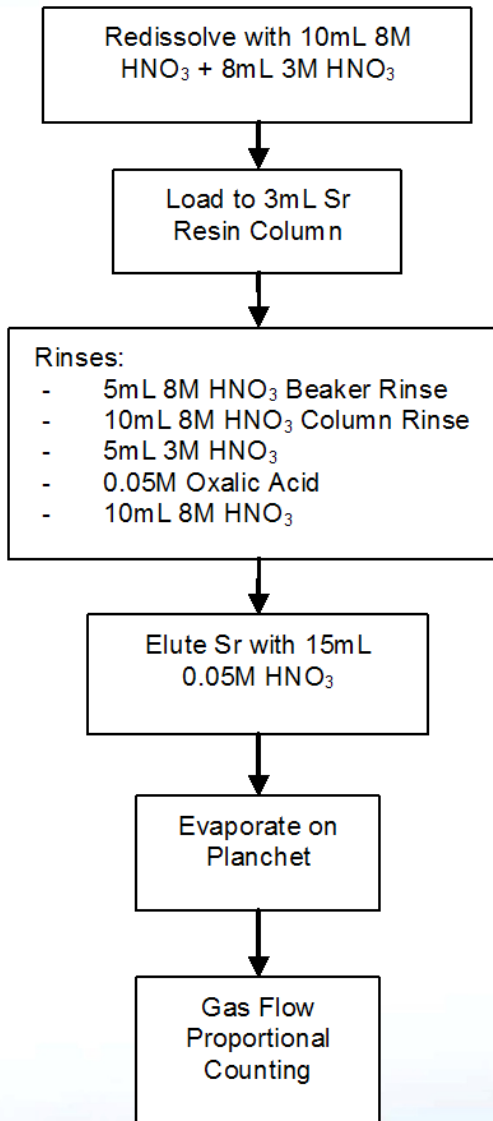 Redissolve with 10mL 8M
HNO₃ + 8mL 3M HNO₃
Load to 3mL Sr
Resin Column
Rinses:
- 5mL 8M HNO₃ Beaker Rinse
- 10mL 8M HNO₃ Column Rinse
- 5mL 3M HNO₃
- 0.05M Oxalic Acid
- 10mL 8M HNO₃
Elute Sr with 15mL
0.05M HNO₃
Evaporate on
Planchet
Gas Flow
Proportional
Counting